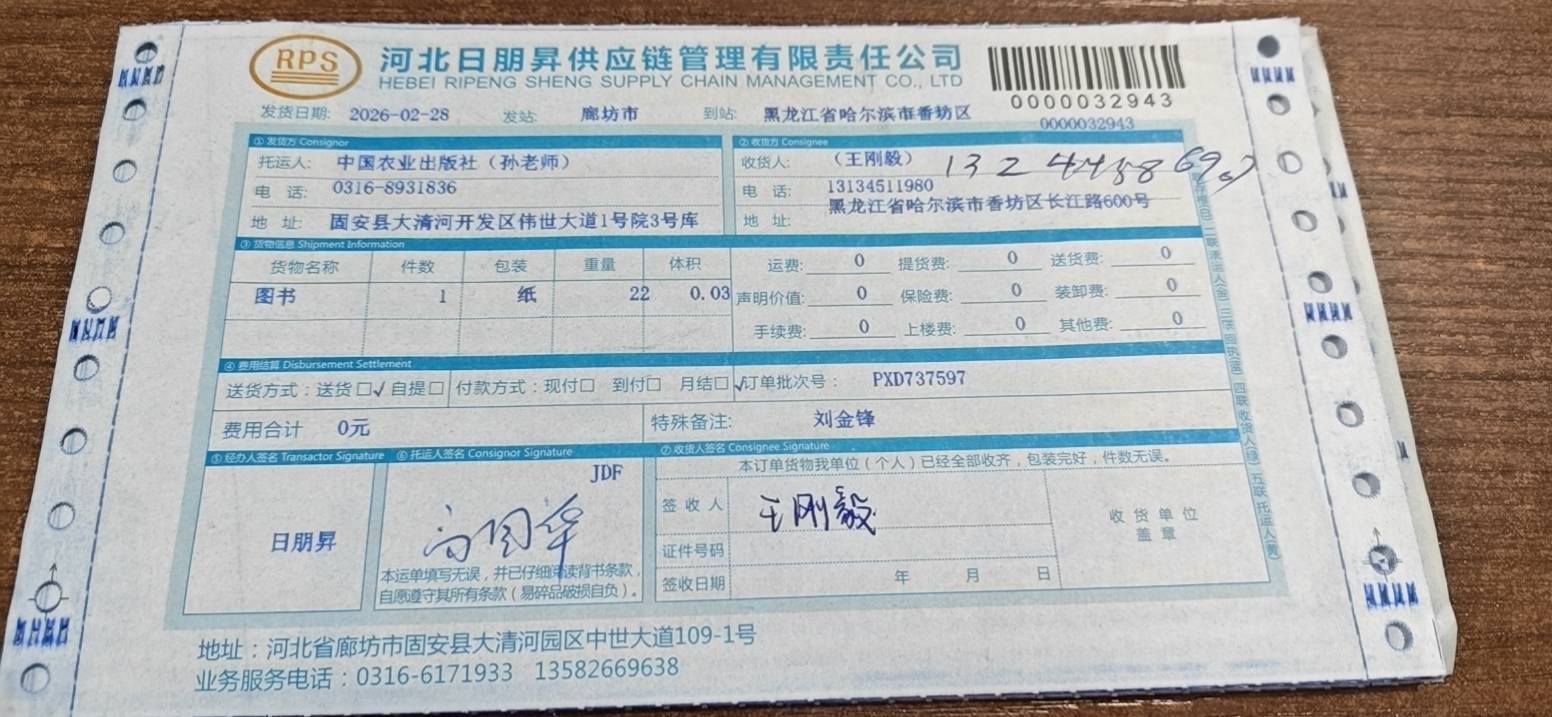 RPS
河北日朋昇供应链管理有限责任公司
HEBEI RIPENG SHENG SUPPLY CHAIN MANAGEMENT CO., LTD
0000032943
发货日期: 2026-02-28 发站: 廊坊市 到站: 黑龙江省哈尔滨市香坊区
0000032943
①发货方 Consignor
托运人: 中国农业出版社（孙老师）
电 话: 0316-8931836
地 址: 固安县大清河开发区伟世大道1号院3号库
②收货方 Consignee
收货人: （王刚毅）
电 话: 13134511980
地 址: 黑龙江省哈尔滨市香坊区长江路600号
③货物信息 Shipment Information
货物名称 件数 包装 重量 体积
图书 1 纸 22 0.03
运费: 0 提货费: 0 送货费: 0
声明价值: 0 保险费: 0 装卸费: 0
手续费: 0 上楼费: 0 其他费: 0
④费用结算 Disbursement Settlement
送货方式：送货□√自提□ 付款方式：现付□ 到付□ 月结□√订单批次号： PXD737597
费用合计 0元 特殊备注: 刘金锋
⑤经办人签名 Transactor Signature
日朋昇
⑥托运人签名 Consignor Signature
JDF
本运单填写无误，并已仔细阅读背书条款，
自愿遵守其所有条款（易碎品破损自负）。
⑦收货人签名 Consignee Signature
本订单货物我单位（个人）已经全部收齐，包装完好，件数无误。
签收人 王刚毅
证件号码
签收日期 年 月 日
收货单位
盖章
地址：河北省廊坊市固安县大清河园区中世大道109-1号
业务服务电话：0316-6171933 13582669638